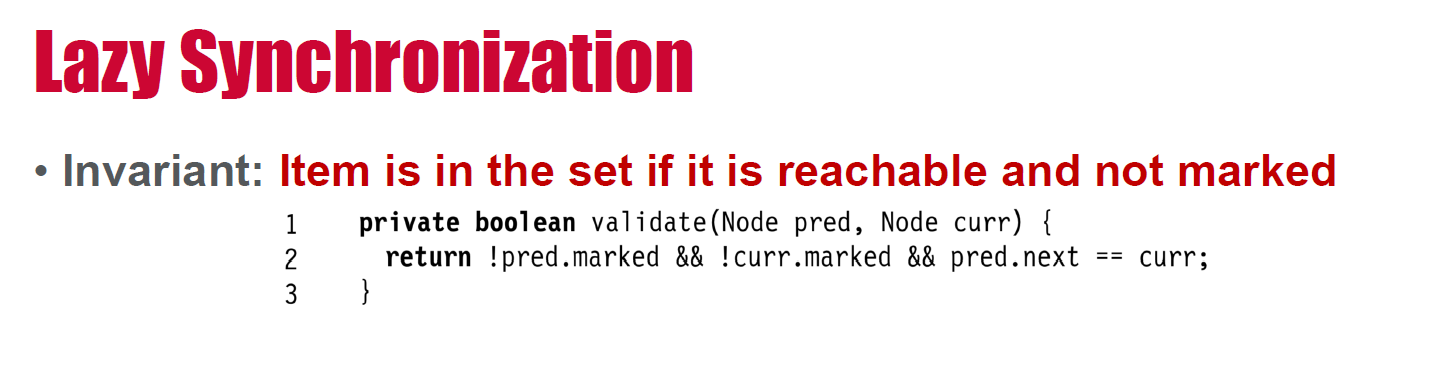 Lazy Synchronization
• Invariant: Item is in the set if it is reachable and not marked
1 private boolean validate(Node pred, Node curr) {
2 return !pred.marked && !curr.marked && pred.next == curr;
3 }